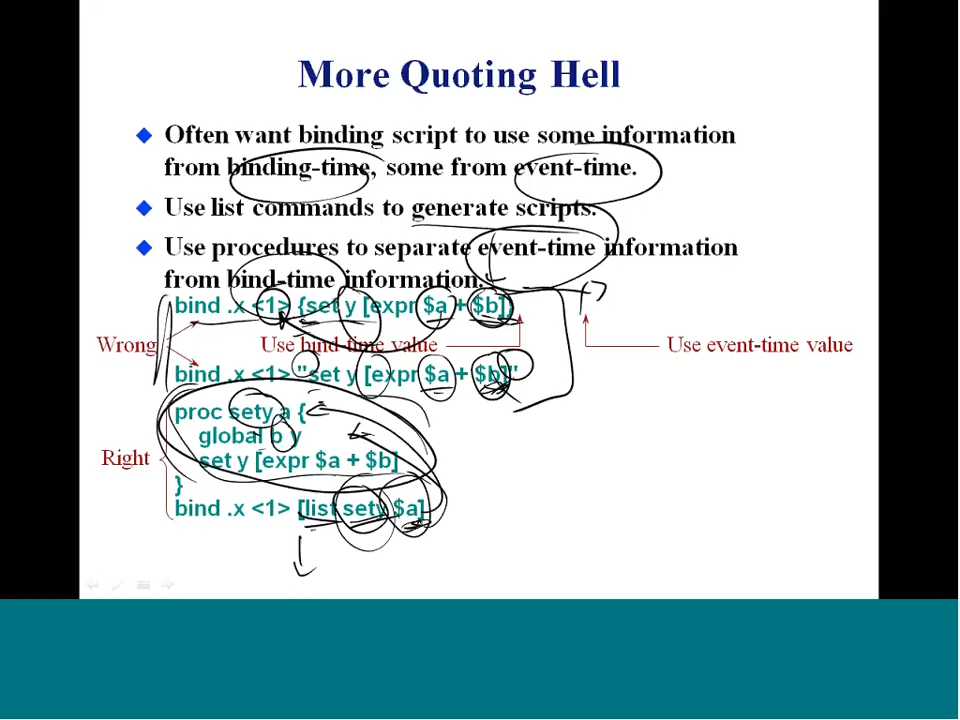 More Quoting Hell
Often want binding script to use some information
from binding-time, some from event-time.
Use list commands to generate scripts.
Use procedures to separate event-time information
from bind-time information.
bind .x <1> {set y [expr $a + $b]}
Wrong
Use bind-time value
Use event-time value
bind .x <1> "set y [expr $a + $b]"
proc sety a {
global b y
Right
set y [expr $a + $b]
}
bind .x <1> [list sety $a]